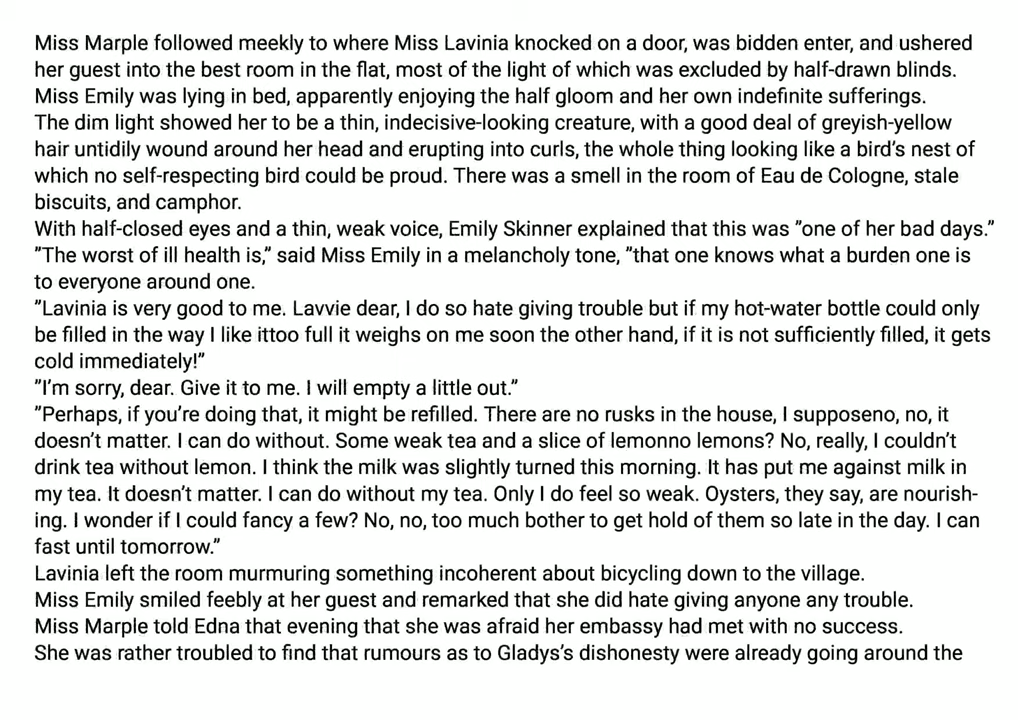 Miss Marple followed meekly to where Miss Lavinia knocked on a door, was bidden enter, and ushered
her guest into the best room in the flat, most of the light of which was excluded by half-drawn blinds.
Miss Emily was lying in bed, apparently enjoying the half gloom and her own indefinite sufferings.
The dim light showed her to be a thin, indecisive-looking creature, with a good deal of greyish-yellow
hair untidily wound around her head and erupting into curls, the whole thing looking like a bird's nest of
which no self-respecting bird could be proud. There was a smell in the room of Eau de Cologne, stale
biscuits, and camphor.
With half-closed eyes and a thin, weak voice, Emily Skinner explained that this was "one of her bad days."
"The worst of ill health is," said Miss Emily in a melancholy tone, "that one knows what a burden one is
to everyone around one.
"Lavinia is very good to me. Lavvie dear, I do so hate giving trouble but if my hot-water bottle could only
be filled in the way I like ittoo full it weighs on me soon the other hand, if it is not sufficiently filled, it gets
cold immediately!"
"I'm sorry, dear. Give it to me. I will empty a little out."
"Perhaps, if you're doing that, it might be refilled. There are no rusks in the house, I supposeno, no, it
doesn't matter. I can do without. Some weak tea and a slice of lemonno lemons? No, really, I couldn't
drink tea without lemon. I think the milk was slightly turned this morning. It has put me against milk in
my tea. It doesn't matter. I can do without my tea. Only I do feel so weak. Oysters, they say, are nourish-
ing. I wonder if I could fancy a few? No, no, too much bother to get hold of them so late in the day. I can
fast until tomorrow."
Lavinia left the room murmuring something incoherent about bicycling down to the village.
Miss Emily smiled feebly at her guest and remarked that she did hate giving anyone any trouble.
Miss Marple told Edna that evening that she was afraid her embassy had met with no success.
She was rather troubled to find that rumours as to Gladys's dishonesty were already going around the